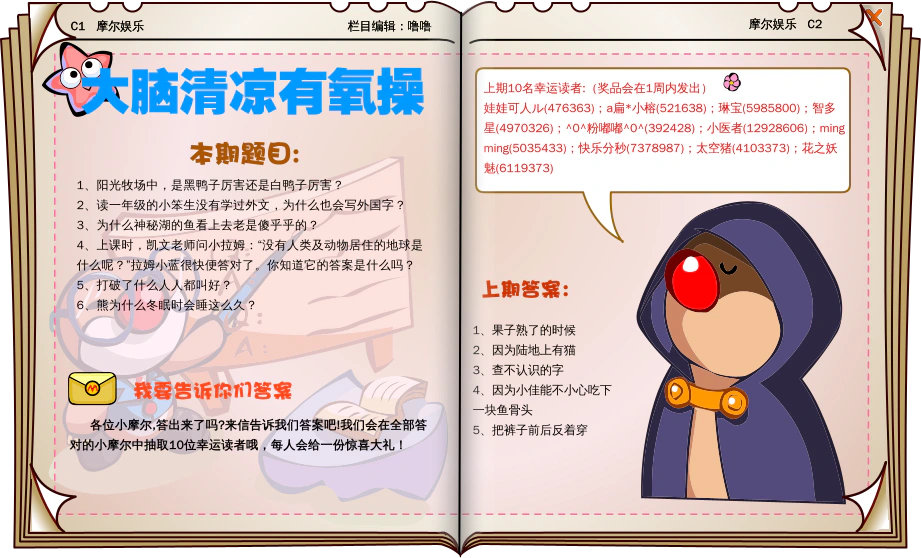 C1 摩尔娱乐
栏目编辑：噜噜
大脑清凉有氧操
本期题目：
1、阳光牧场中，是黑鸭子厉害还是白鸭子厉害？
2、读一年级的小笨生没有学过外文，为什么也会写外国字？
3、为什么神秘湖的鱼看上去老是傻乎乎的？
4、上课时，凯文老师问小拉姆：“没有人类及动物居住的地球是
什么呢？”拉姆小蓝很快便答对了。你知道它的答案是什么吗？
5、打破了什么人人都叫好？
6、熊为什么冬眠时会睡这么久？
我要告诉你们答案
各位小摩尔,答出来了吗?来信告诉我们答案吧!我们会在全部答
对的小摩尔中抽取10位幸运读者哦，每人会给一份惊喜大礼！
摩尔娱乐 C2
上期10名幸运读者:（奖品会在1周内发出）
娃娃可人儿(476363)；a扁*小榕(521638)；琳宝(5985800)；智多
星(4970326)；^0^粉嘟嘟^0^(392428)；小医者(12928606)；ming
ming(5035433)；快乐分秒(7378987)；太空猪(4103373)；花之妖
魅(6119373)
上期答案：
1、果子熟了的时候
2、因为陆地上有猫
3、查不认识的字
4、因为小佳能不小心吃下
一块鱼骨头
5、把裤子前后反着穿